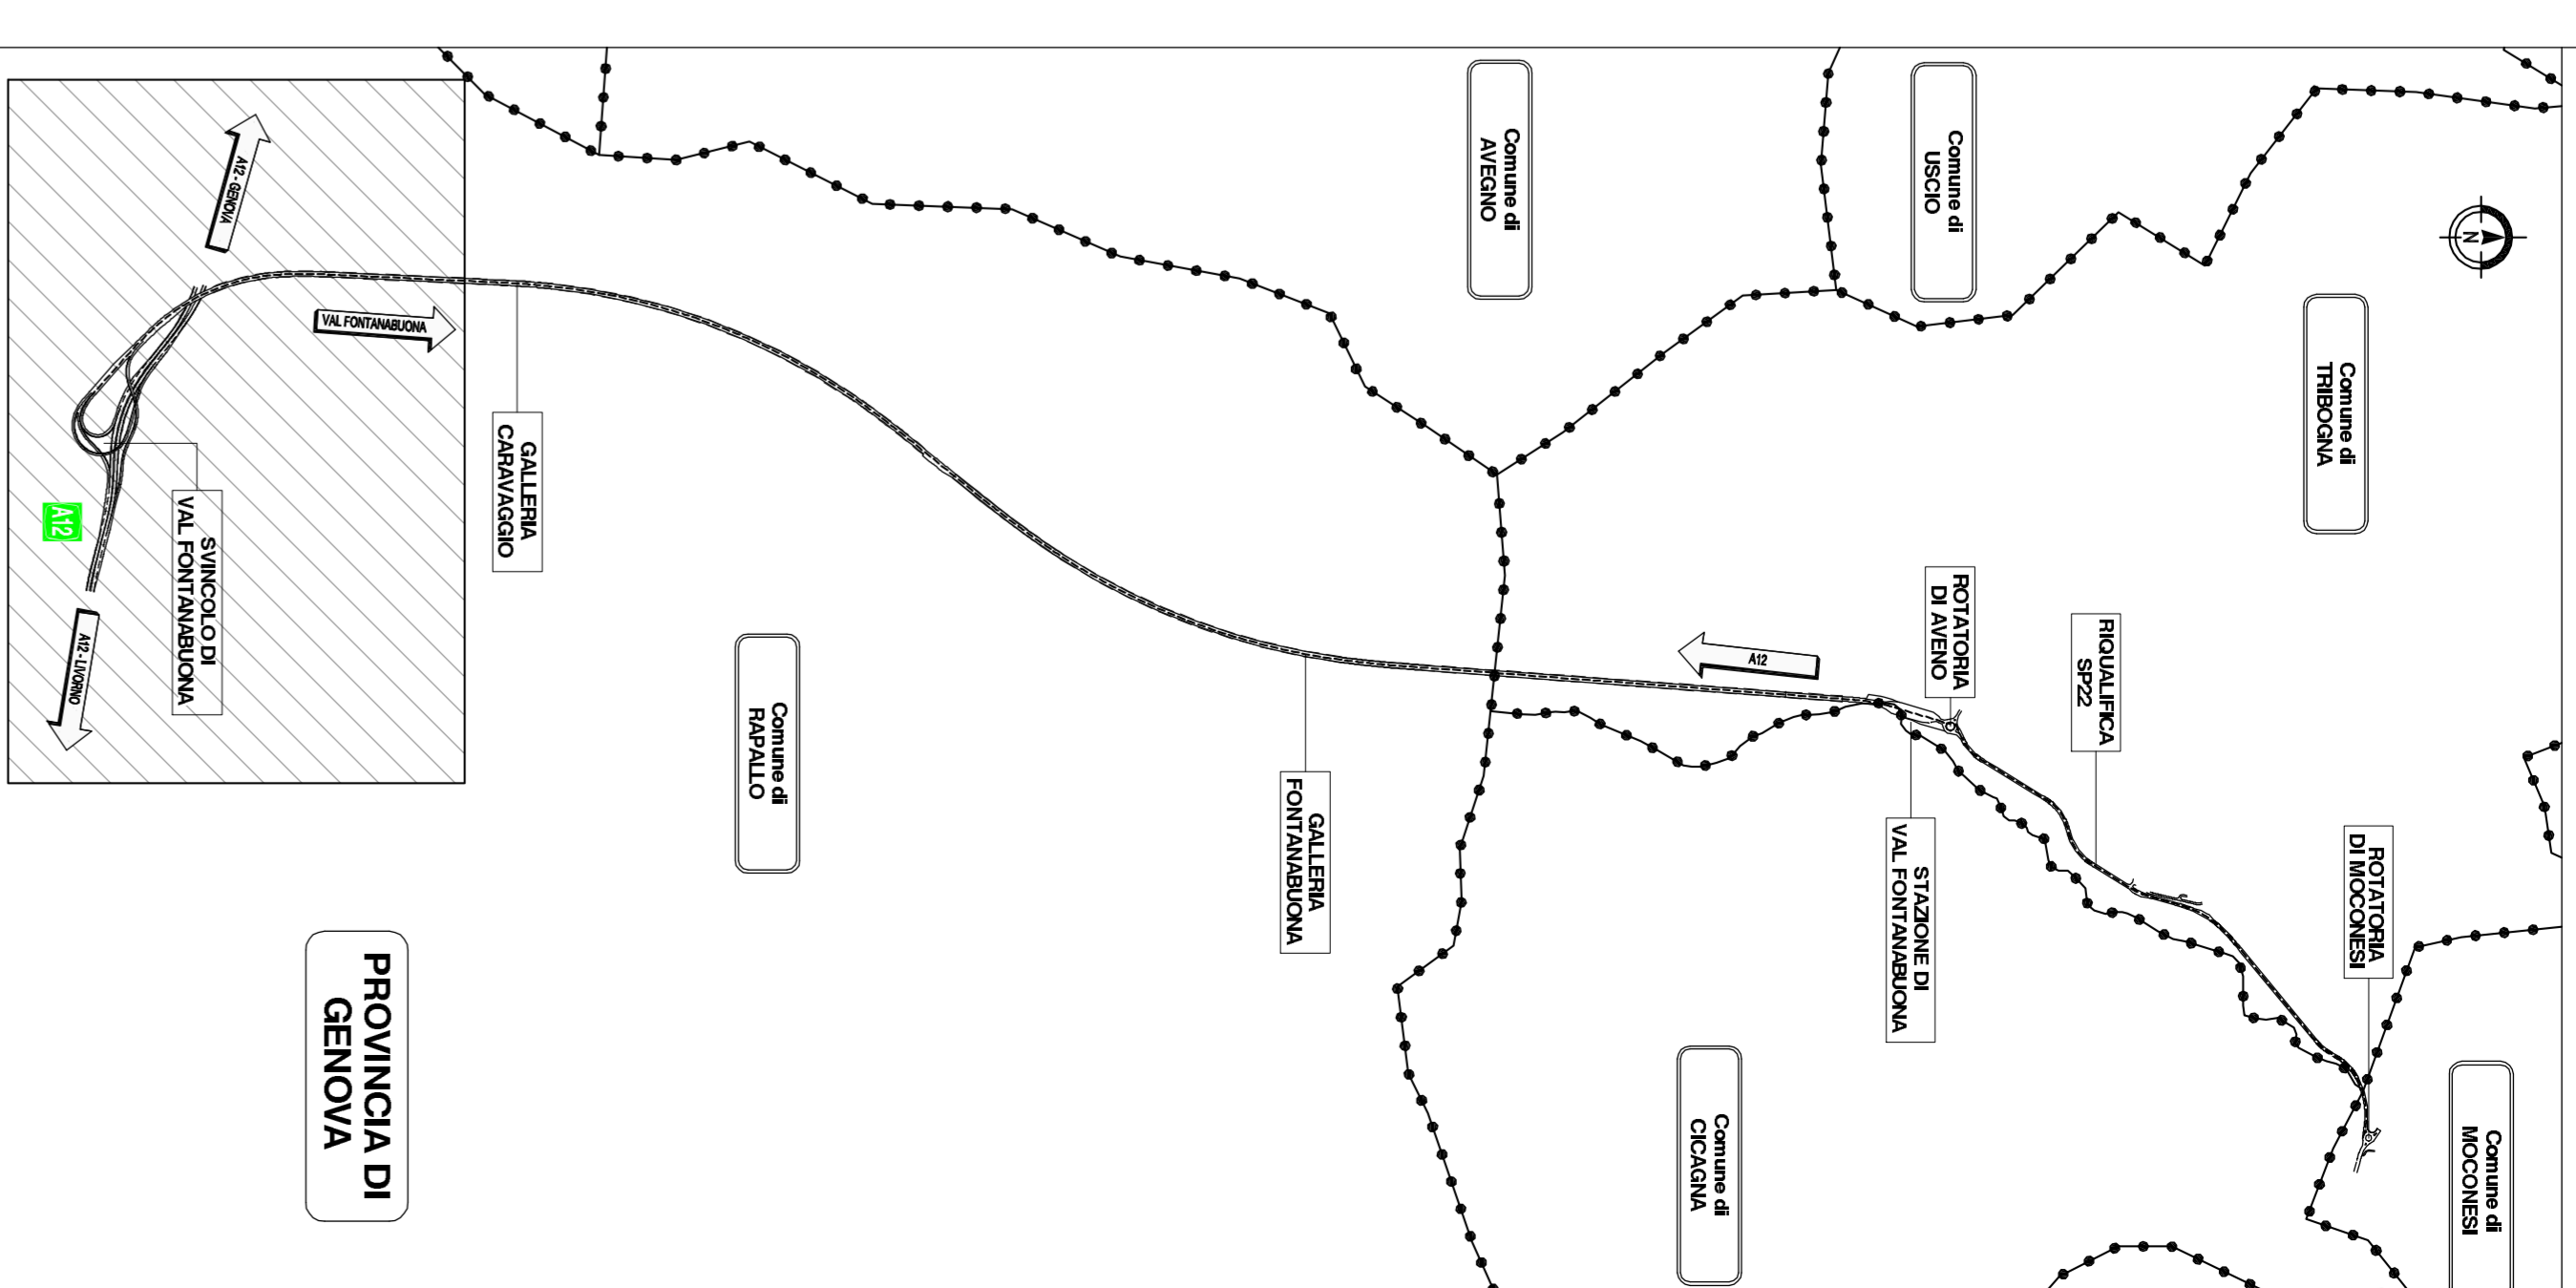 Comune di
AVEGNO
Comune di
USCIO
N
Comune di
TRIBOGNA
A12 - GENOVA
VAL FONTANABUONA
GALLERIA
CARAVAGGIO
A12
SVINCOLO DI
VAL FONTANABUONA
A12 - LIVORNO
Comune di
RAPALLO
GALLERIA
FONTANABUONA
A12
ROTATORIA
DI AVENO
RIQUALIFICA
SP22
STAZIONE DI
VAL FONTANABUONA
ROTATORIA
DI MOCONESI
PROVINCIA DI
GENOVA
Comune di
CICAGNA
Comune di
MOCONESI